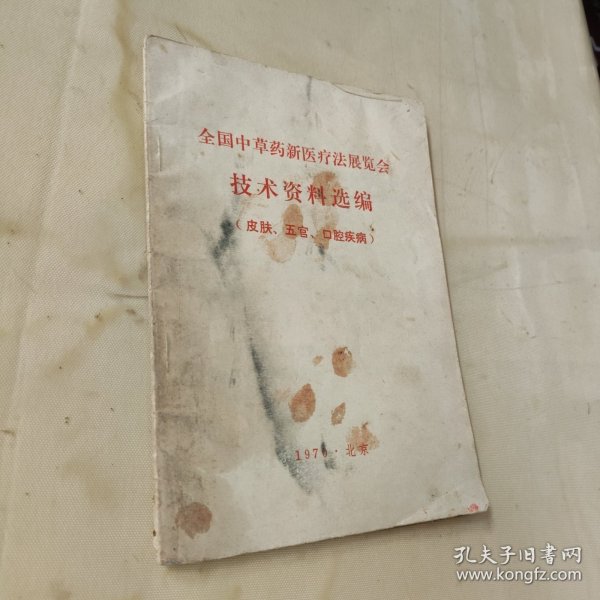 全国中草药新医疗法展览会
技术资料选编
（皮肤、五官、口腔疾病）
197 · 北京
孔夫子旧书网
www.kongfz.com